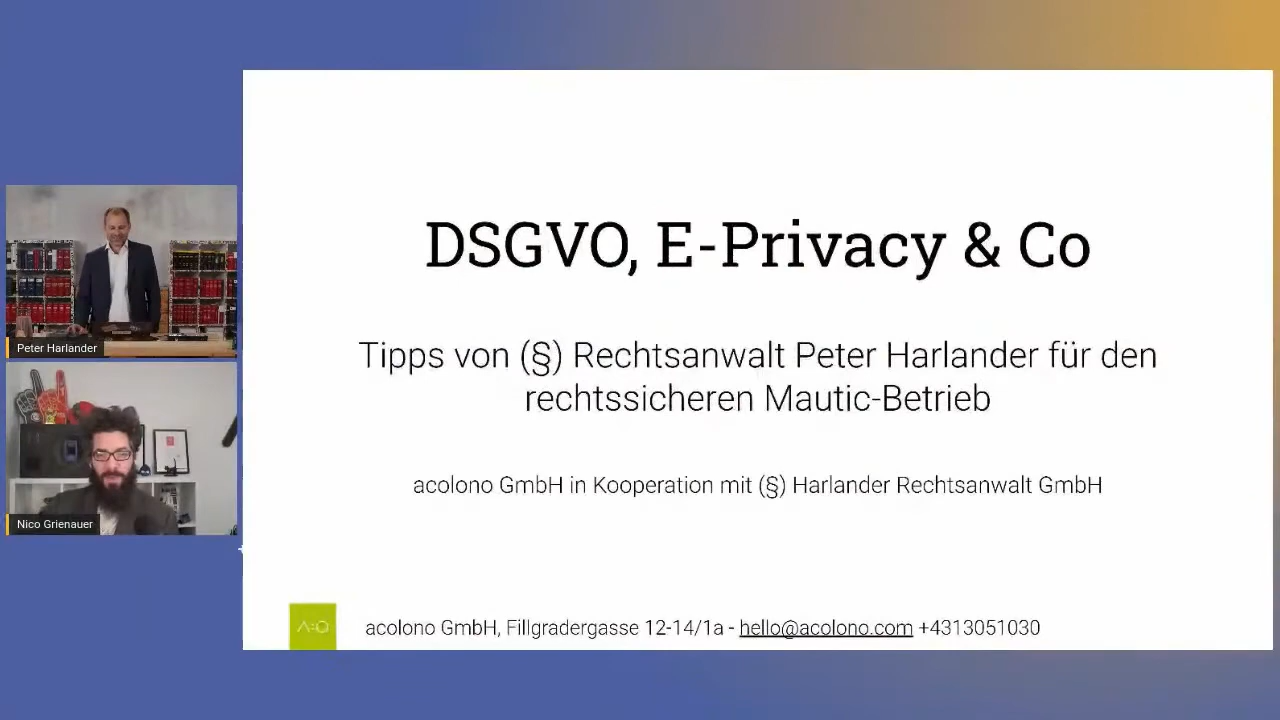 DSGVO, E-Privacy & Co
Tipps von (§) Rechtsanwalt Peter Harlander für den
rechtssicheren Mautic-Betrieb
acolono GmbH in Kooperation mit (§) Harlander Rechtsanwalt GmbH
acolono GmbH, Fillgradergasse 12-14/1a - hello@acolono.com +4313051030
Peter Harlander
Nico Grienauer